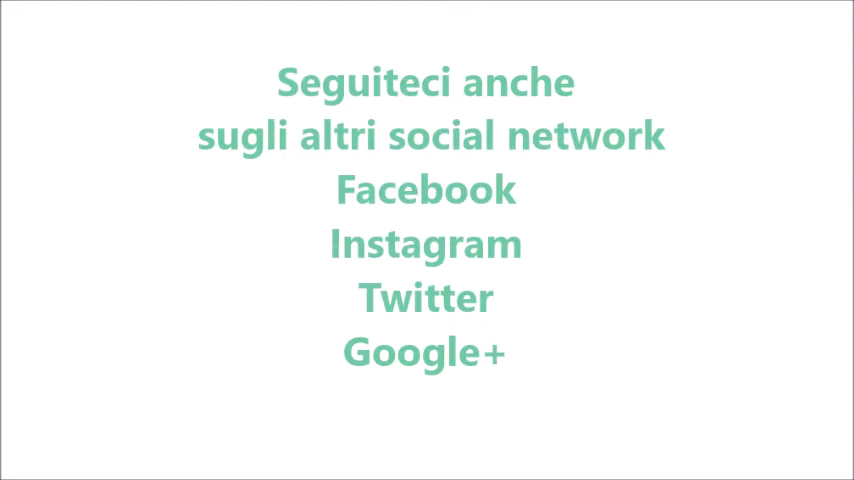 Seguiteci anche
sugli altri social network
Facebook
Instagram
Twitter
Google+